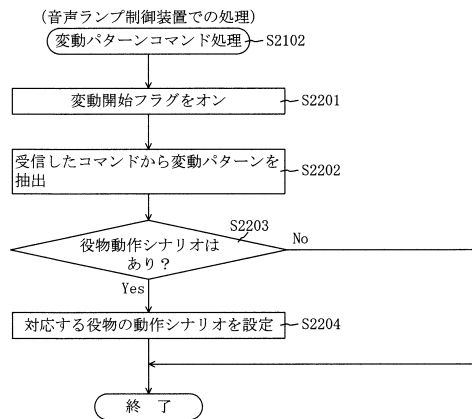 (音声ランプ制御装置での処理)
変動パターンコマンド処理
S2102
変動開始フラグをオン
S2201
受信したコマンドから変動パターンを
抽出
S2202
S2203
役物動作シナリオは
あり?
No
Yes
対応する役物の動作シナリオを設定
S2204
終 了